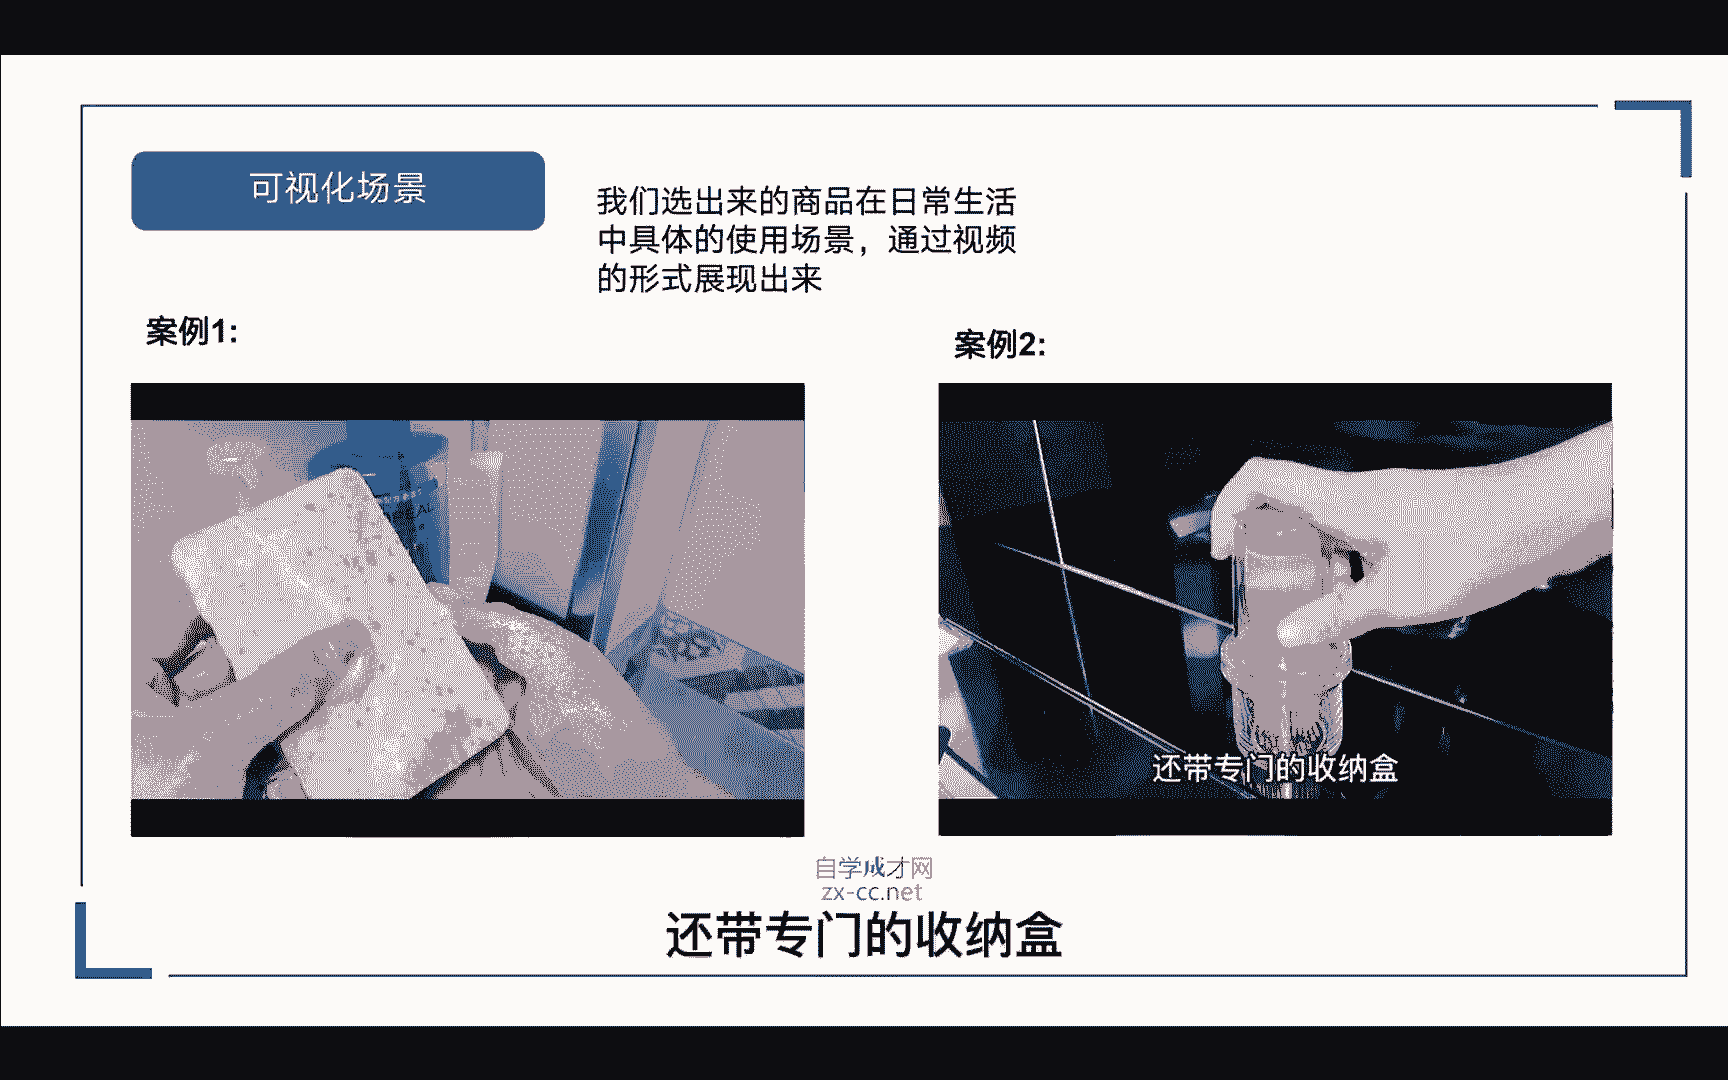 可视化场景
我们选出来的商品在日常生活
中具体的使用场景，通过视频
的形式展现出来
案例1:
案例2:
还带专门的收纳盒
自学成才网
zx-cc.net
还带专门的收纳盒